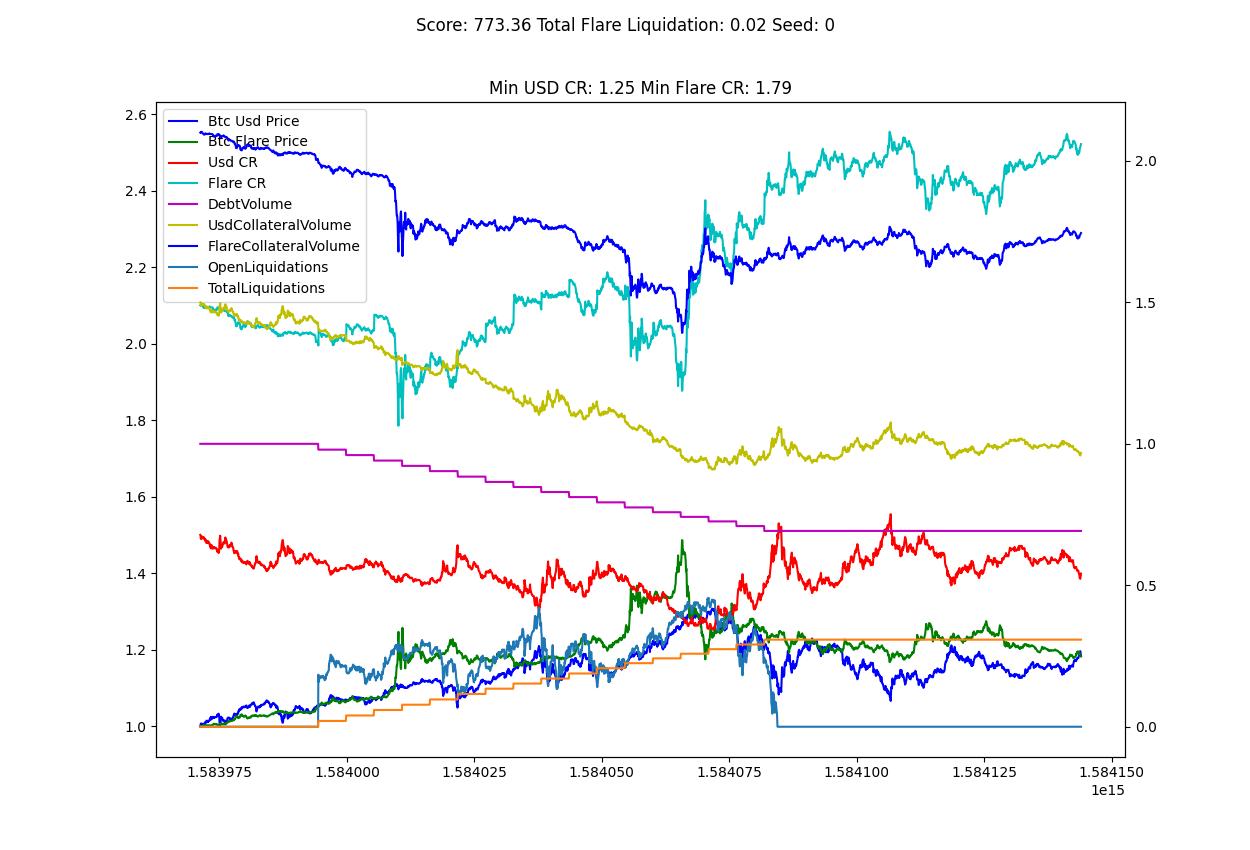 Score: 773.36 Total Flare Liquidation: 0.02 Seed: 0
Min USD CR: 1.25 Min Flare CR: 1.79
Btc Usd Price
Btc Flare Price
Usd CR
Flare CR
DebtVolume
UsdCollateralVolume
FlareCollateralVolume
OpenLiquidations
TotalLiquidations
2.6
2.4
2.2
2.0
1.8
1.6
1.4
1.2
1.0
2.0
1.5
1.0
0.5
0.0
1.583975 1.584000 1.584025 1.584050 1.584075 1.584100 1.584125 1.584150
1e15